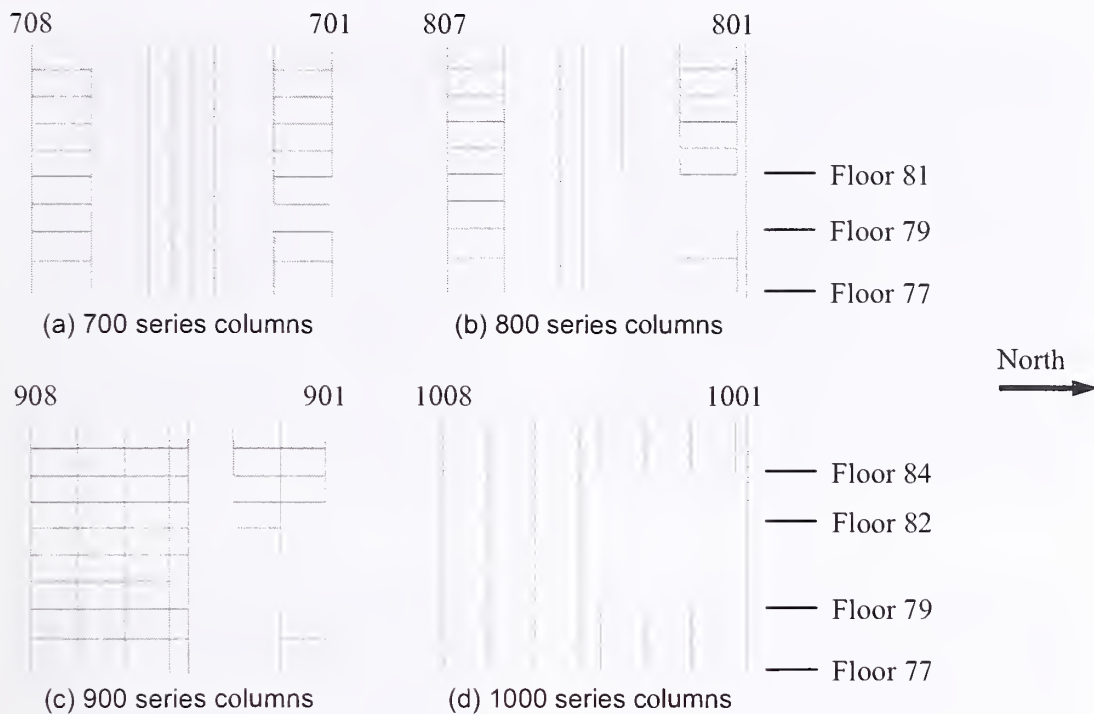 708 701 807 801
Floor 81
Floor 79
Floor 77
(a) 700 series columns (b) 800 series columns
North
908 901 1008 1001
Floor 84
Floor 82
Floor 79
Floor 77
(c) 900 series columns (d) 1000 series columns